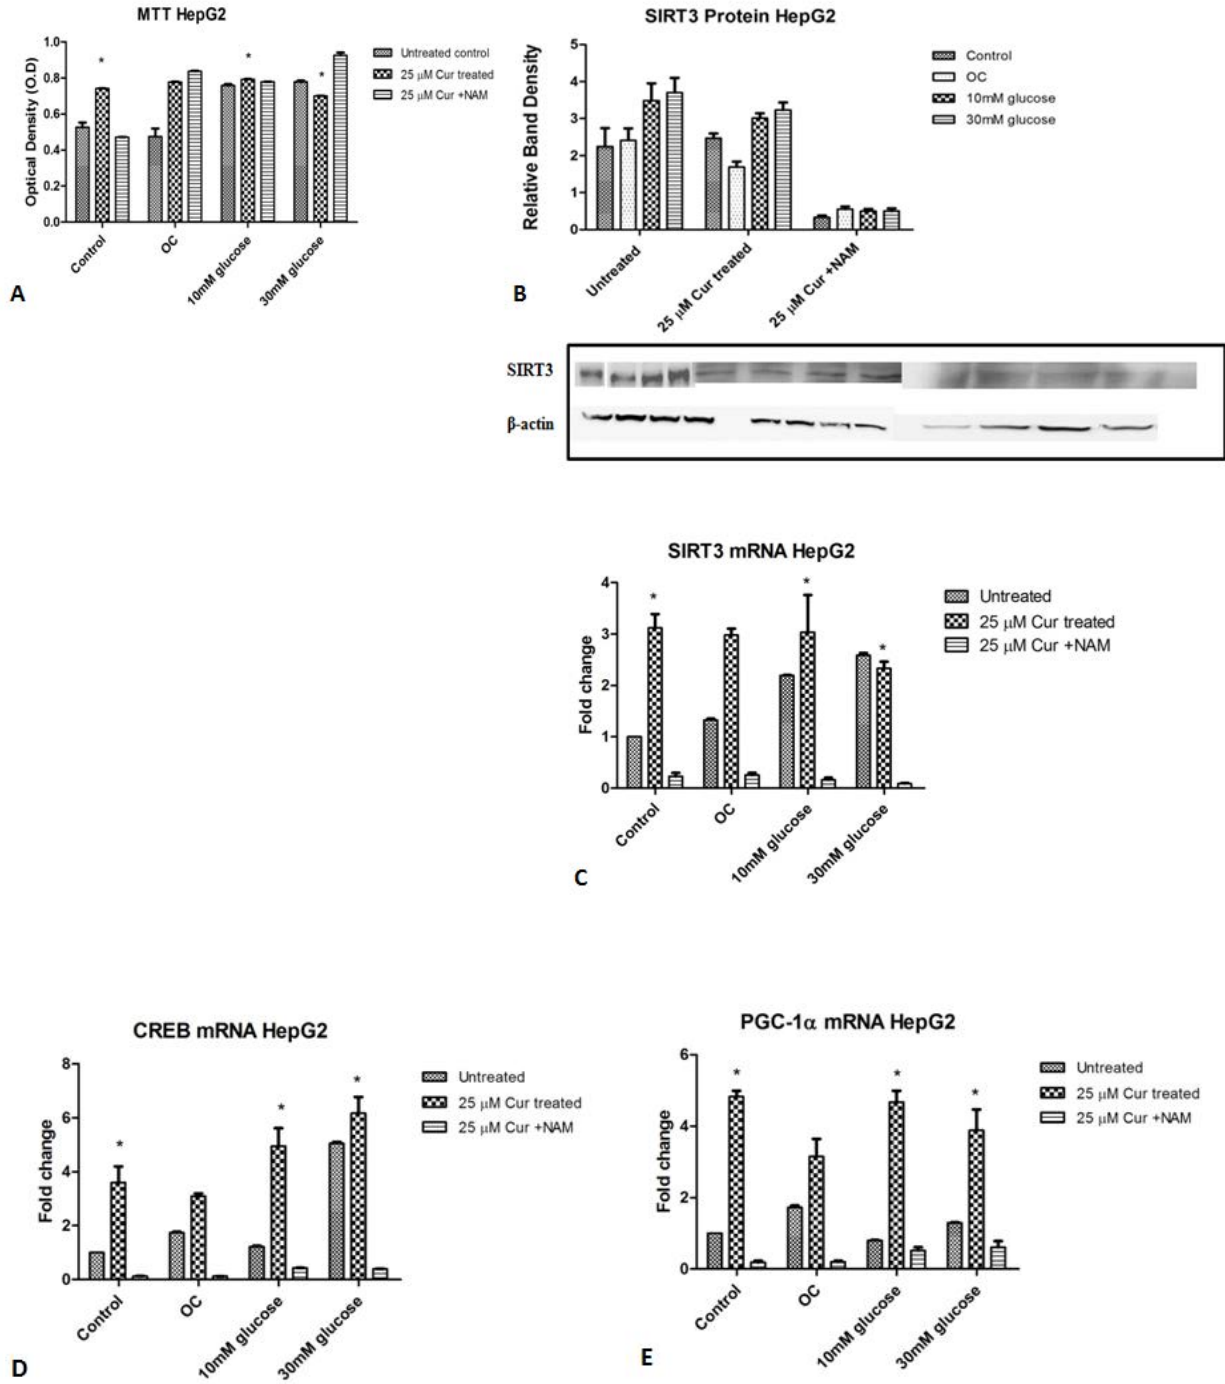 MTT HepG2
Optical Density (O.D)
1.0
0.8
0.6
0.4
0.2
0.0
*
*
*
Control
OC
10mM glucose
30mM glucose
Untreated control
25 μM Cur treated
25 μM Cur +NAM
A
SIRT3 Protein HepG2
Relative Band Density
5
4
3
2
1
0
Untreated
25 μM Cur treated
25 μM Cur +NAM
Control
OC
10mM glucose
30mM glucose
B
SIRT3
β-actin
SIRT3 mRNA HepG2
Fold change
4
3
2
1
0
*
*
*
Control
OC
10mM glucose
30mM glucose
Untreated
25 μM Cur treated
25 μM Cur +NAM
C
CREB mRNA HepG2
Fold change
8
6
4
2
0
*
*
*
Control
OC
10mM glucose
30mM glucose
Untreated
25 μM Cur treated
25 μM Cur +NAM
D
PGC-1α mRNA HepG2
Fold change
6
4
2
0
*
*
*
Control
OC
10mM glucose
30mM glucose
Untreated
25 μM Cur treated
25 μM Cur +NAM
E